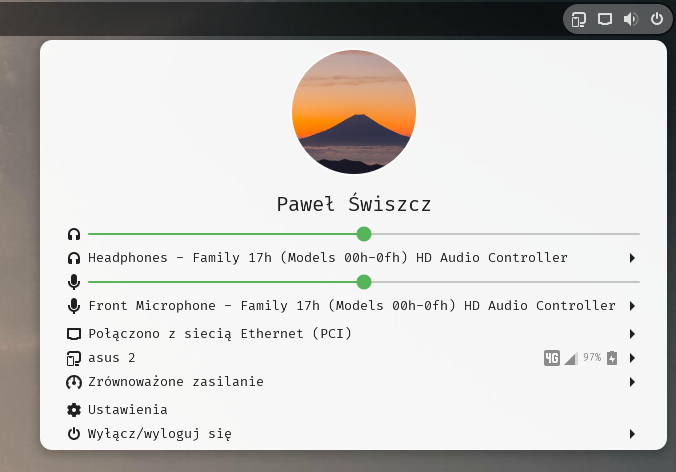 Paweł Świszcz
Headphones - Family 17h (Models 00h-0fh) HD Audio Controller
Front Microphone - Family 17h (Models 00h-0fh) HD Audio Controller
Połączono z siecią Ethernet (PCI)
asus 2 4G 97%
Zrównoważone zasilanie
Ustawienia
Wyłącz/wyloguj się